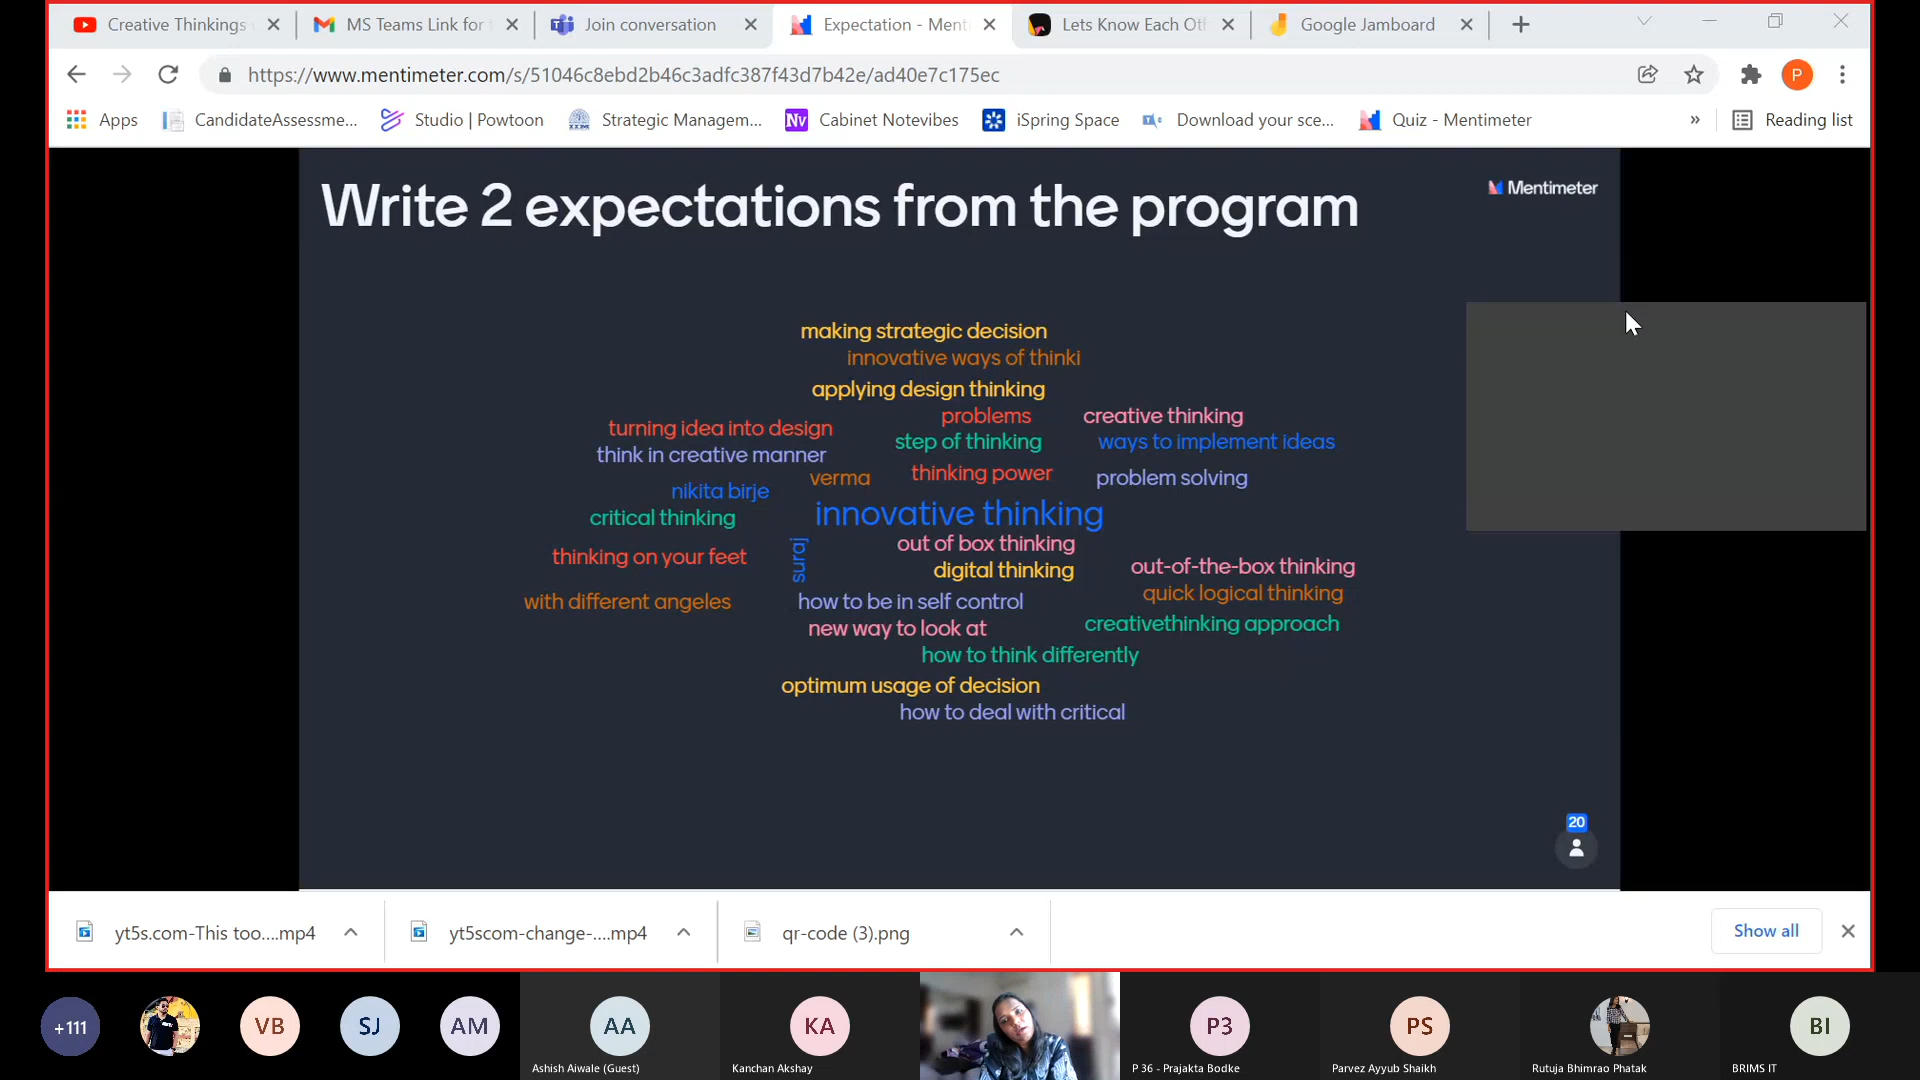 Creative Thinkings
MS Teams Link for
Join conversation
Expectation - Menti
Lets Know Each Oth
Google Jamboard
https://www.mentimeter.com/s/51046c8ebd2b46c3adfc387f43d7b42e/ad40e7c175ec
P
Apps
CandidateAssessme...
Studio | Powtoon
Strategic Managem...
Nv
Cabinet Notevibes
iSpring Space
Download your sce...
Quiz - Mentimeter
»
Reading list
Write 2 expectations from the program
Mentimeter
making strategic decision
innovative ways of thinki
applying design thinking
problems
creative thinking
turning idea into design
step of thinking
ways to implement ideas
think in creative manner
verma
thinking power
problem solving
nikita birje
innovative thinking
critical thinking
suraj
out of box thinking
thinking on your feet
digital thinking
out-of-the-box thinking
with different angeles
how to be in self control
quick logical thinking
new way to look at
creativethinking approach
how to think differently
optimum usage of decision
how to deal with critical
20
yt5s.com-This too....mp4
yt5scom-change-....mp4
qr-code (3).png
Show all
+111
VB
SJ
AM
AA
KA
P3
PS
BI
Ashish Aiwale (Guest)
Kanchan Akshay
P 36 - Prajakta Bodke
Parvez Ayyub Shaikh
Rutuja Bhimrao Phatak
BRIMS IT